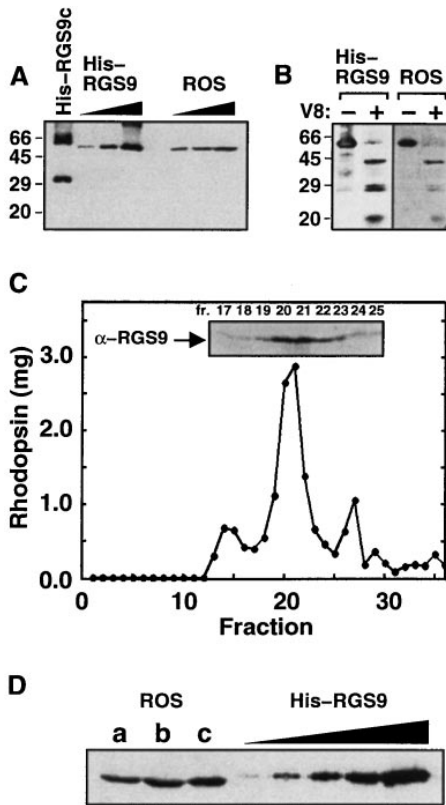 A
His–RGS9c
His–
RGS9
ROS
66
45
29
20
B
His–
RGS9
ROS
V8: – + – +
66
45
29
20
C
fr. 17 18 19 20 21 22 23 24 25
α–RGS9
Rhodopsin (mg)
3.0
2.0
1.0
0.0
0 10 20 30
Fraction
D
ROS
His–RGS9
a b c